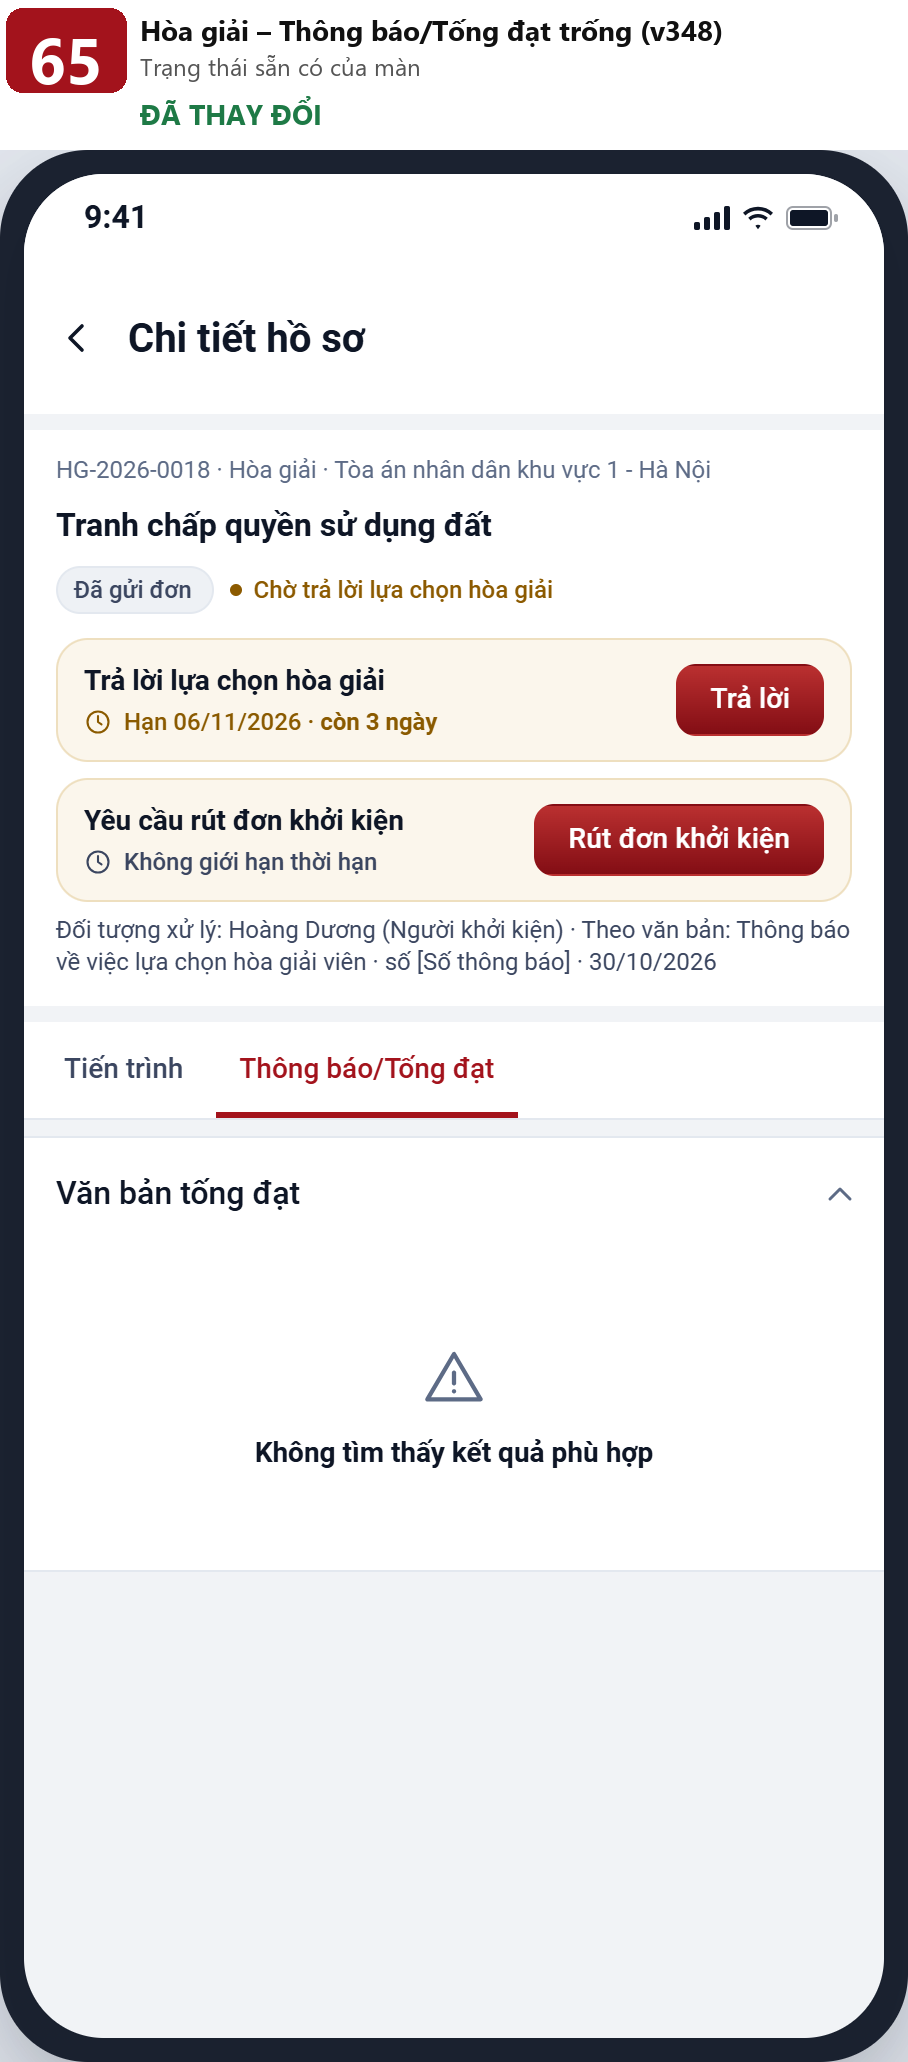 65
Hòa giải – Thông báo/Tống đạt trống (v348)
Trạng thái sẵn có của màn
ĐÃ THAY ĐỔI
9:41
Chi tiết hồ sơ
HG-2026-0018 · Hòa giải · Tòa án nhân dân khu vực 1 - Hà Nội
Tranh chấp quyền sử dụng đất
Đã gửi đơn
Chờ trả lời lựa chọn hòa giải
Trả lời lựa chọn hòa giải
Hạn 06/11/2026 · còn 3 ngày
Trả lời
Yêu cầu rút đơn khởi kiện
Không giới hạn thời hạn
Rút đơn khởi kiện
Đối tượng xử lý: Hoàng Dương (Người khởi kiện) · Theo văn bản: Thông báo
về việc lựa chọn hòa giải viên · số [Số thông báo] · 30/10/2026
Tiến trình
Thông báo/Tống đạt
Văn bản tống đạt
Không tìm thấy kết quả phù hợp